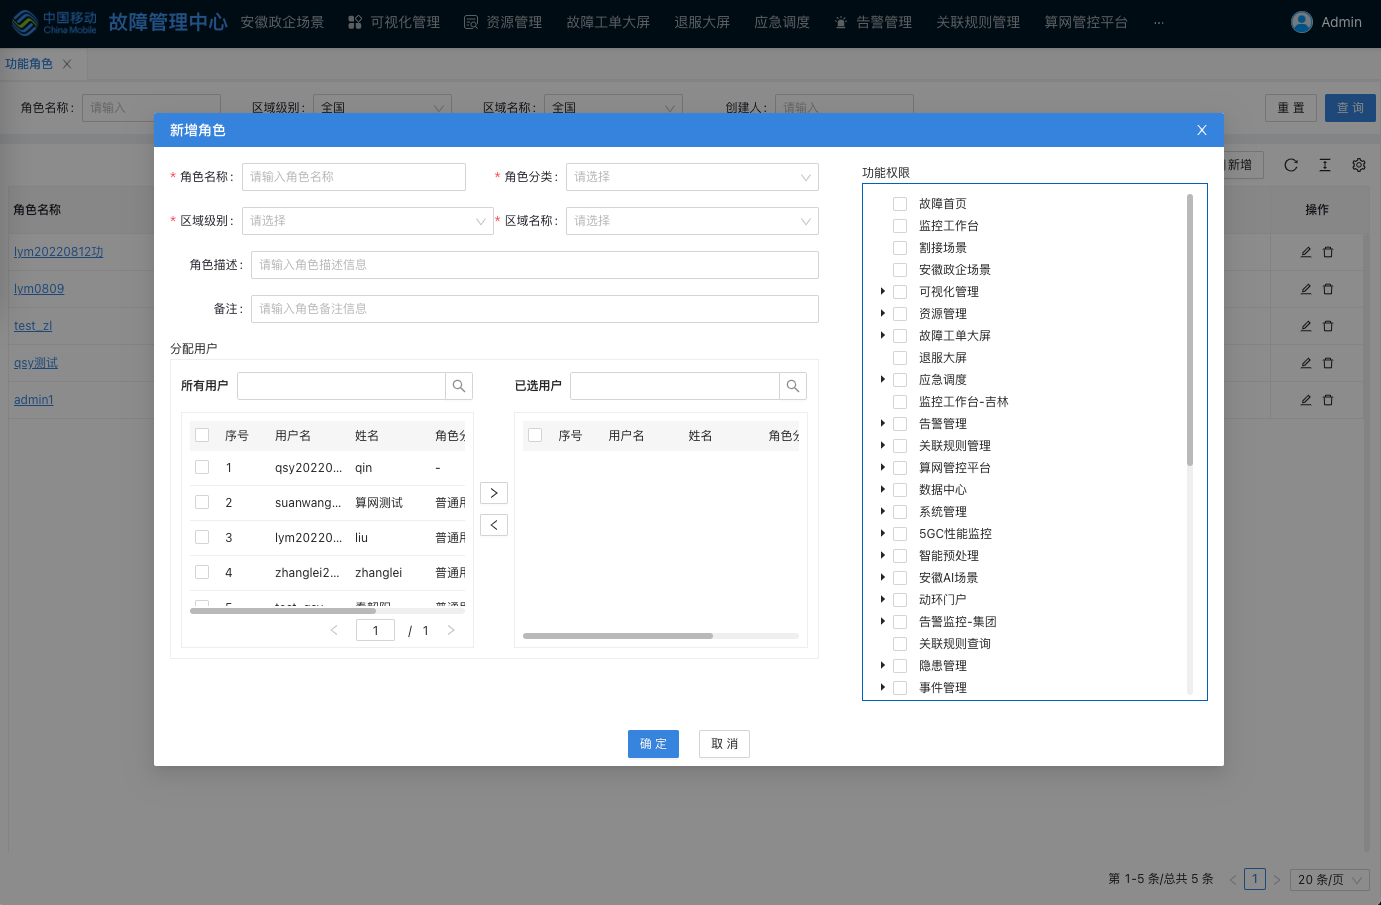 中国移动 China Mobile 故障管理中心 安徽政企场景 可视化管理 资源管理 故障工单大屏 退服大屏 应急调度 告警管理 关联规则管理 算网管控平台 ··· Admin
功能角色
角色名称: 请输入 区域级别: 全国 区域名称: 全国 创建人: 请输入 重 置 查 询
新增
角色名称 操作
lym20220812功
lym0809
test_zl
qsy测试
admin1
新增角色 X
* 角色名称: 请输入角色名称 * 角色分类: 请选择
* 区域级别: 请选择 * 区域名称: 请选择
角色描述: 请输入角色描述信息
备注: 请输入角色备注信息
分配用户
所有用户
序号 用户名 姓名 角色分
1 qsy20220... qin -
2 suanwang... 算网测试 普通用
3 lym20220... liu 普通用
4 zhanglei2... zhanglei 普通用
< 1 / 1 >
>
<
已选用户
序号 用户名 姓名 角色分
功能权限
故障首页
监控工作台
割接场景
安徽政企场景
可视化管理
资源管理
故障工单大屏
退服大屏
应急调度
监控工作台-吉林
告警管理
关联规则管理
算网管控平台
数据中心
系统管理
5GC性能监控
智能预处理
安徽AI场景
动环门户
告警监控-集团
关联规则查询
隐患管理
事件管理
确 定 取 消
第 1-5 条/总共 5 条 < 1 > 20 条/页